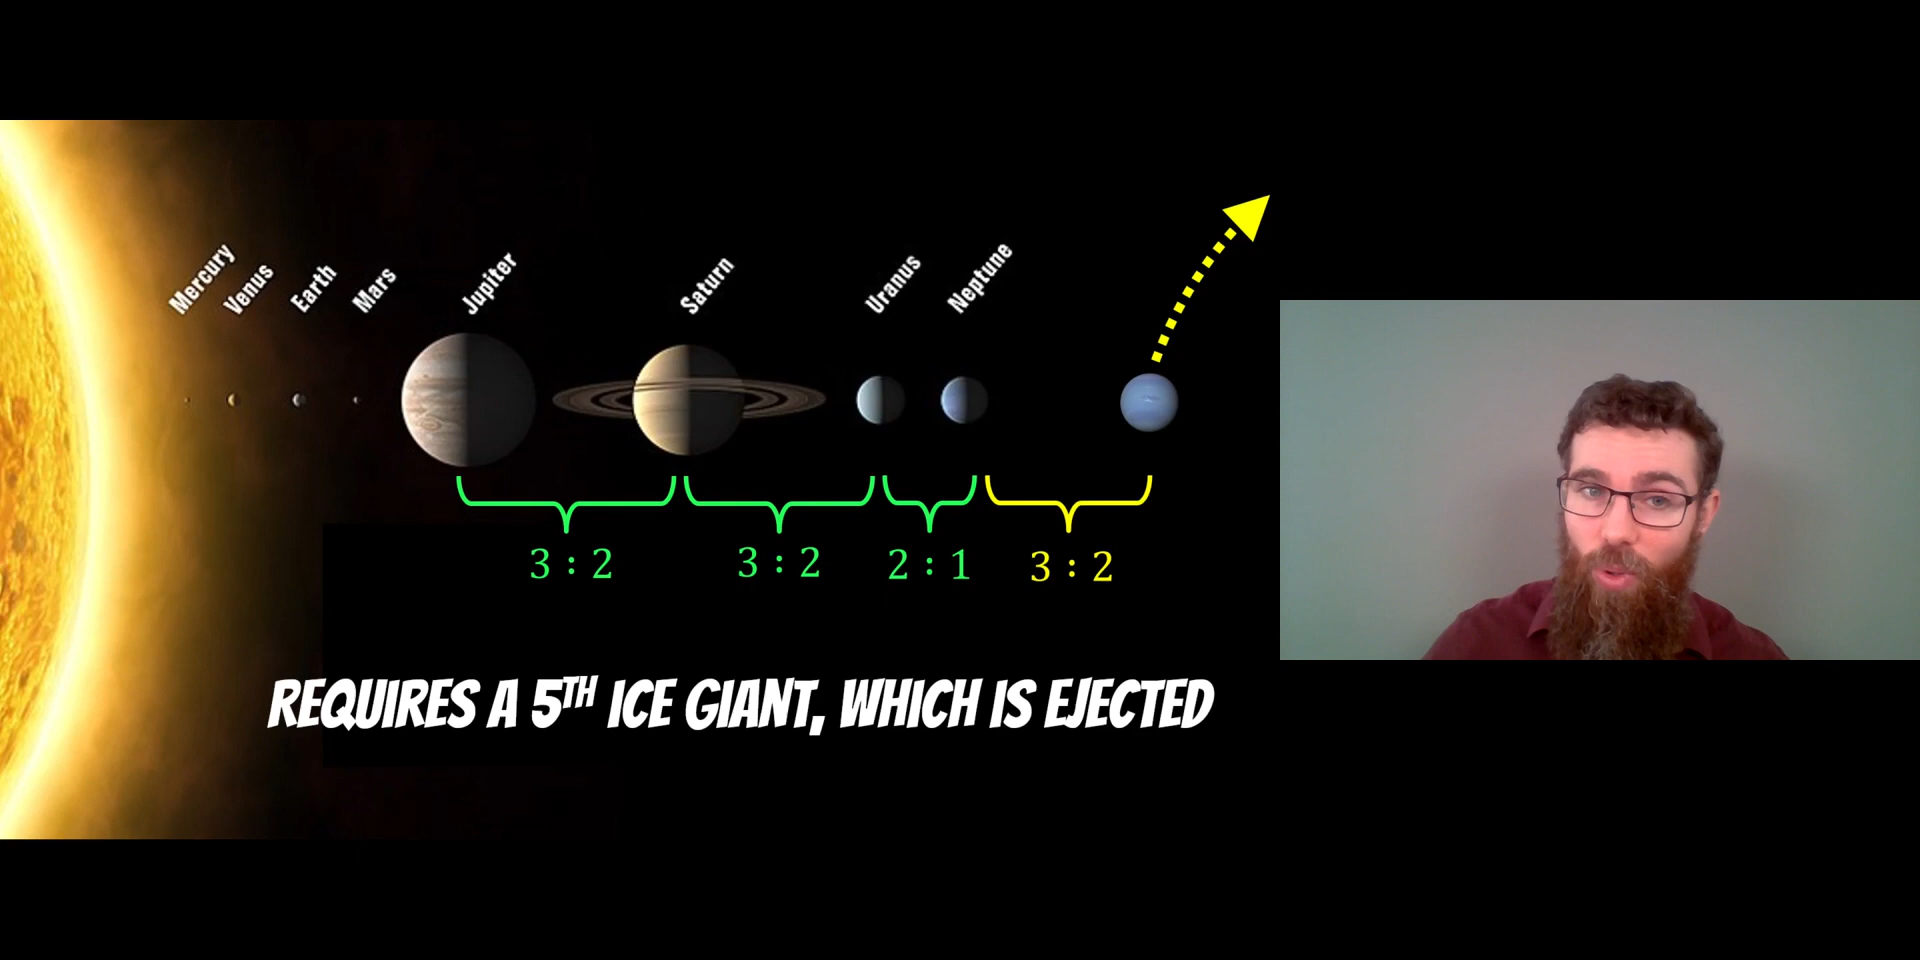 Mercury
Venus
Earth
Mars
Jupiter
Saturn
Uranus
Neptune
3 : 2
3 : 2
2 : 1
3 : 2
REQUIRES A 5TH ICE GIANT, WHICH IS EJECTED